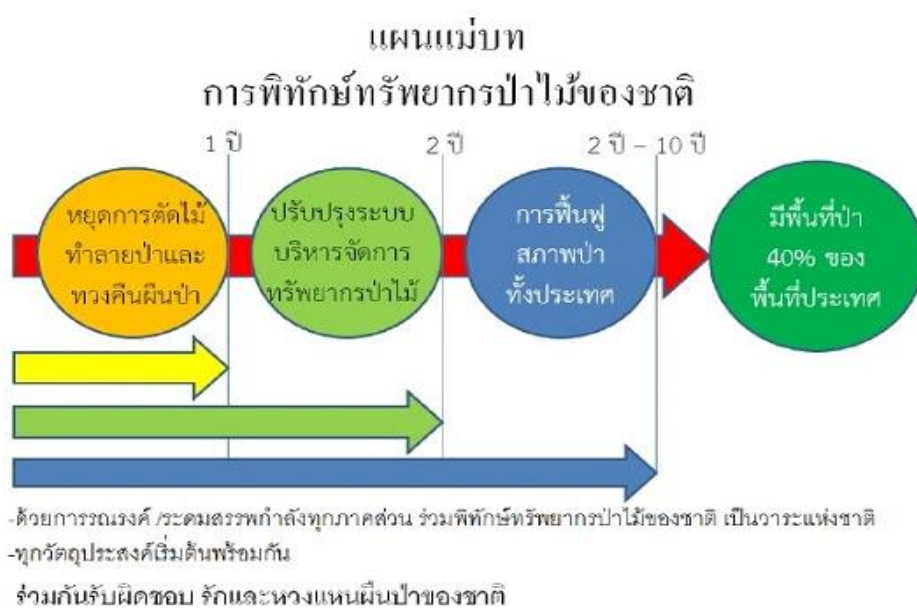 แผนแม่บท
การพิทักษ์ทรัพยากรป่าไม้ของชาติ
1 ปี
2 ปี
2 ปี – 10 ปี
หยุดการตัดไม้
ทำลายป่าและ
ทวงคืนผืนป่า
ปรับปรุงระบบ
บริหารจัดการ
ทรัพยากรป่าไม้
การฟื้นฟู
สภาพป่า
ทั้งประเทศ
มีพื้นที่ป่า
40% ของ
พื้นที่ประเทศ
-ด้วยการรณรงค์ /ระดมสรรพกำลังทุกภาคส่วน ร่วมพิทักษ์ทรัพยากรป่าไม้ของชาติ เป็นวาระแห่งชาติ
-ทุกวัตถุประสงค์เริ่มต้นพร้อมกัน
ร่วมกันรับผิดชอบ รักและหวงแหนผืนป่าของชาติ